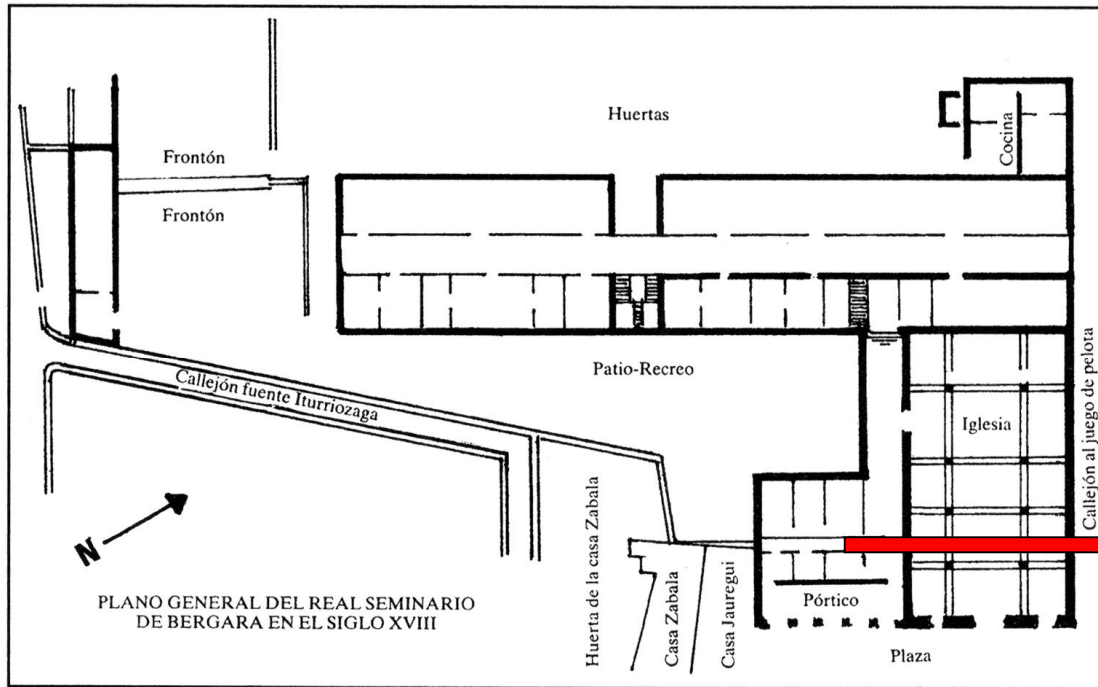 Huertas
Cocina
Frontón
Frontón
Callejón fuente Iturriozaga
Patio-Recreo
Iglesia
Callejón al juego de pelota
N
Huerta de la casa Zabala
Casa Zabala
Casa Jauregui
Pórtico
Plaza
PLANO GENERAL DEL REAL SEMINARIO
DE BERGARA EN EL SIGLO XVIII